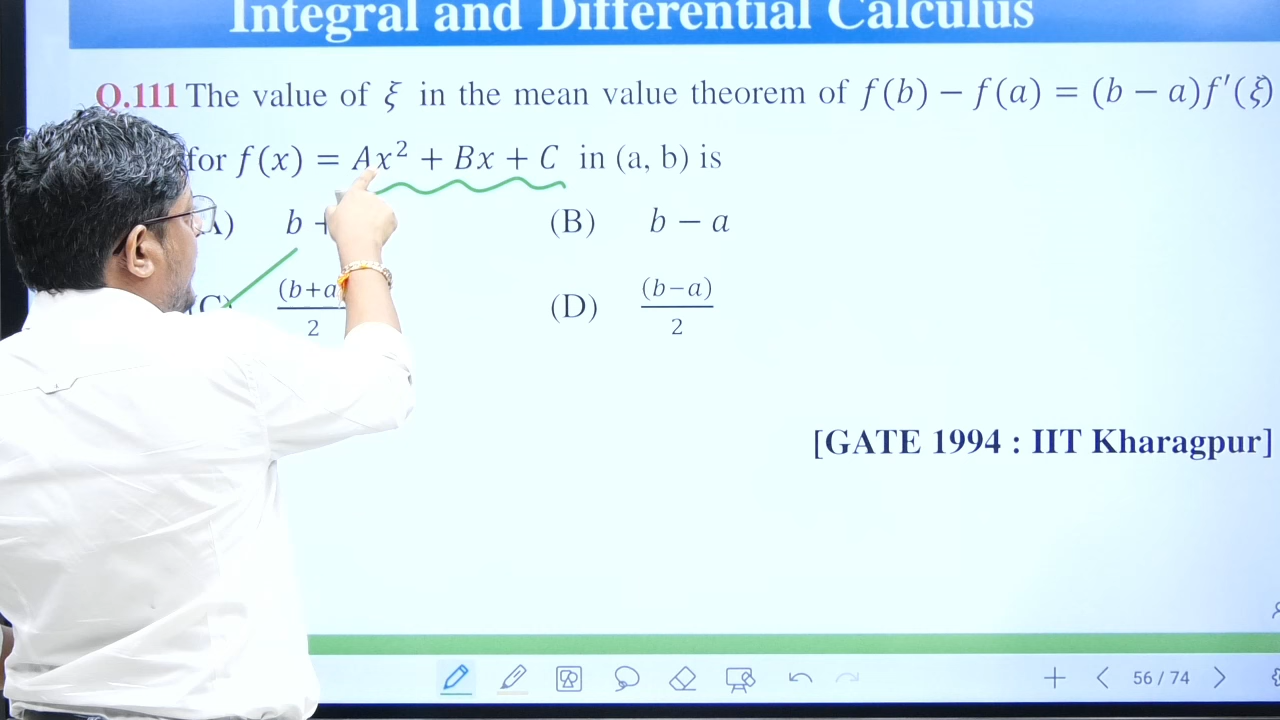 Integral and Differential Calculus
Q.111 The value of ξ in the mean value theorem of f(b) − f(a) = (b − a)f′(ξ)
for f(x) = Ax² + Bx + C in (a, b) is
b + (B) b − a
(C) (b+a/2 (D) (b−a)/2
[GATE 1994 : IIT Kharagpur]
56 / 74